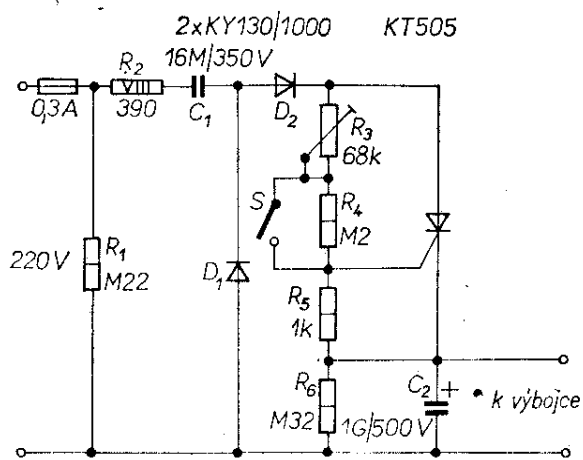 2xKY130/1000 KT505
16M/350V
R2
0,3A
390
C1
D2
R3
68k
S
R4
M2
220V
R1
M22
D1
R5
1k
R6
M32
C2
+
1G/500V
k výbojce